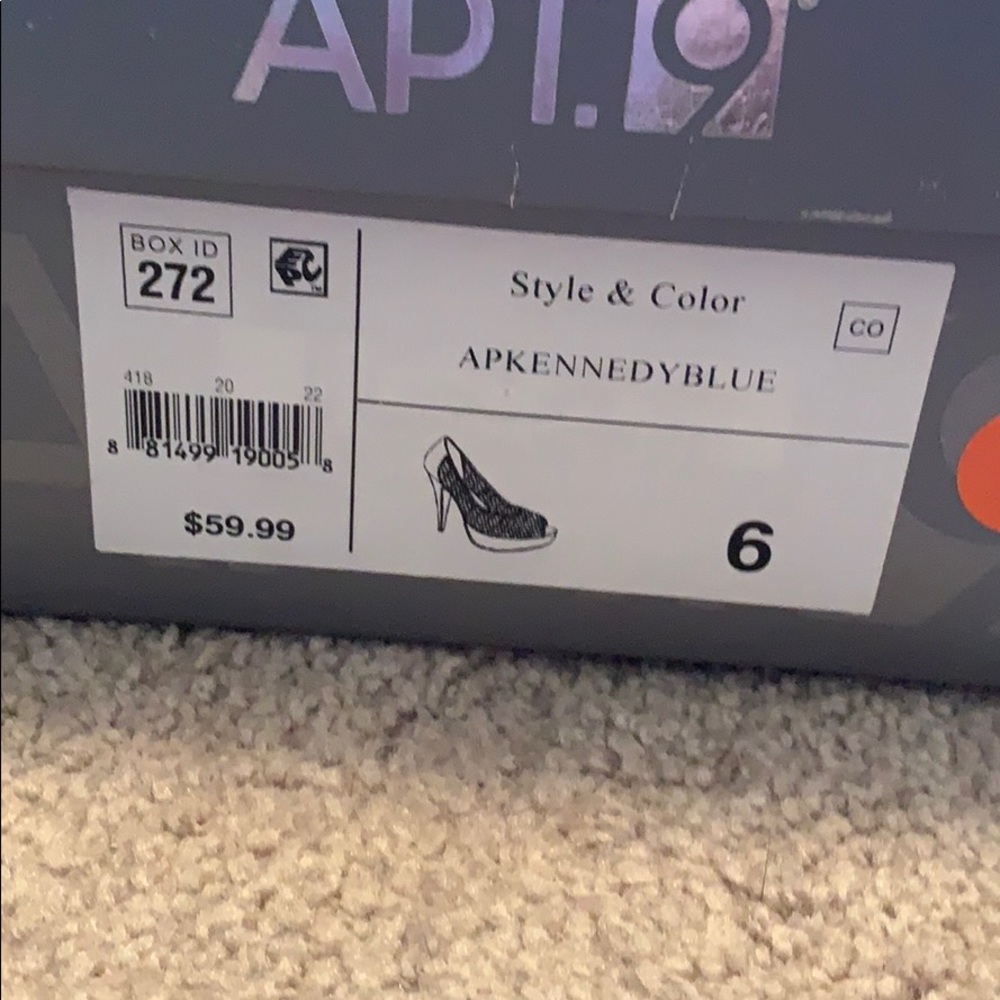 APT.9
BOX ID
272
418 20 22
8 81499 19005 8
$59.99
Style & Color
CO
APKENNEDYBLUE
6